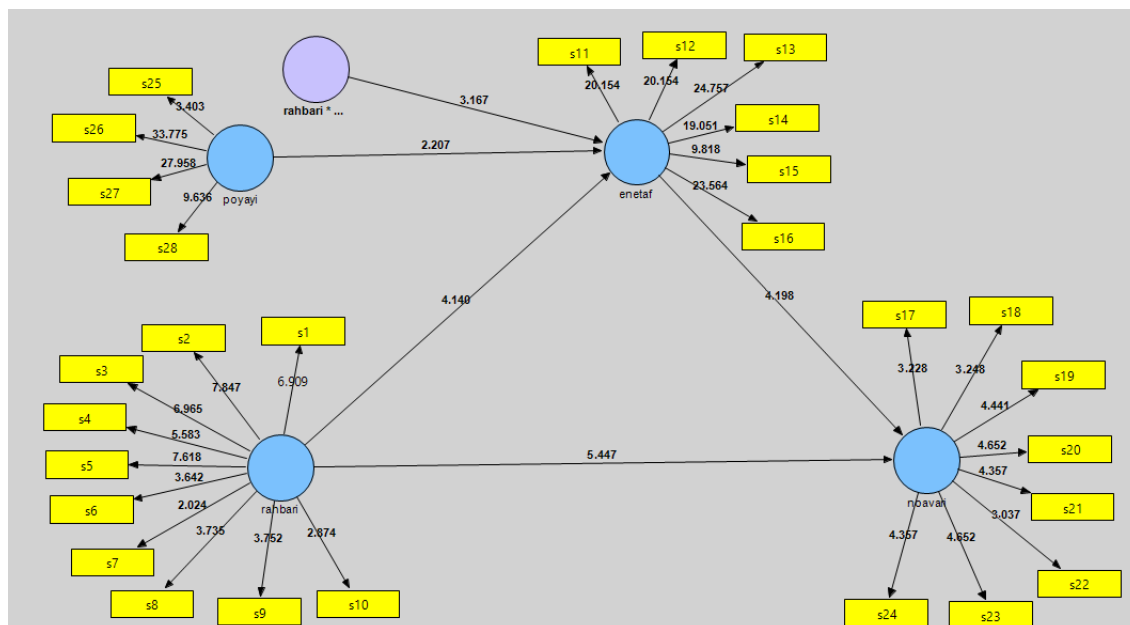 s11
s12
s13
20.154
20.154
24.757
s25
3.403
rahbari * ...
3.167
s14
19.051
s26
33.775
2.207
9.818
s15
27.958
s27
poyayi
enetaf
23.564
9.636
s28
s16
4.140
4.198
s1
s2
s17
s18
s3
7.847
6.909
3.228
3.248
s19
6.965
4.441
s4
5.583
4.652
s20
s5
7.618
5.447
4.357
3.642
s21
s6
rahbari
noavari
2.024
3.037
3.735
3.752
2.874
4.357
4.652
s7
s22
s8
s9
s10
s24
s23